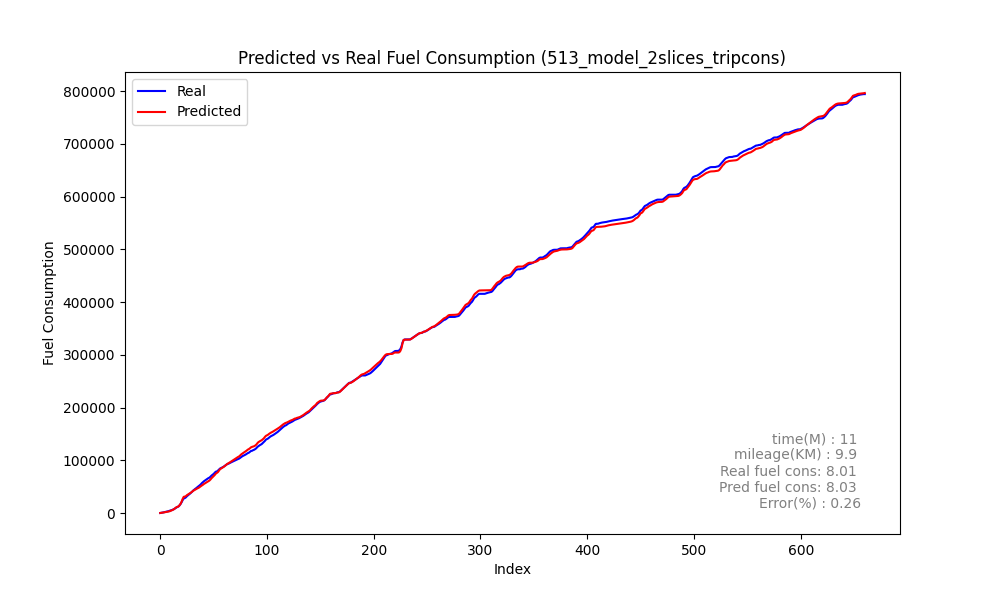 Predicted vs Real Fuel Consumption (513_model_2slices_tripcons)
Real
Predicted
800000
700000
600000
500000
400000
300000
200000
100000
0
Fuel Consumption
time(M) : 11
mileage(KM) : 9.9
Real fuel cons: 8.01
Pred fuel cons: 8.03
Error(%) : 0.26
0 100 200 300 400 500 600
Index